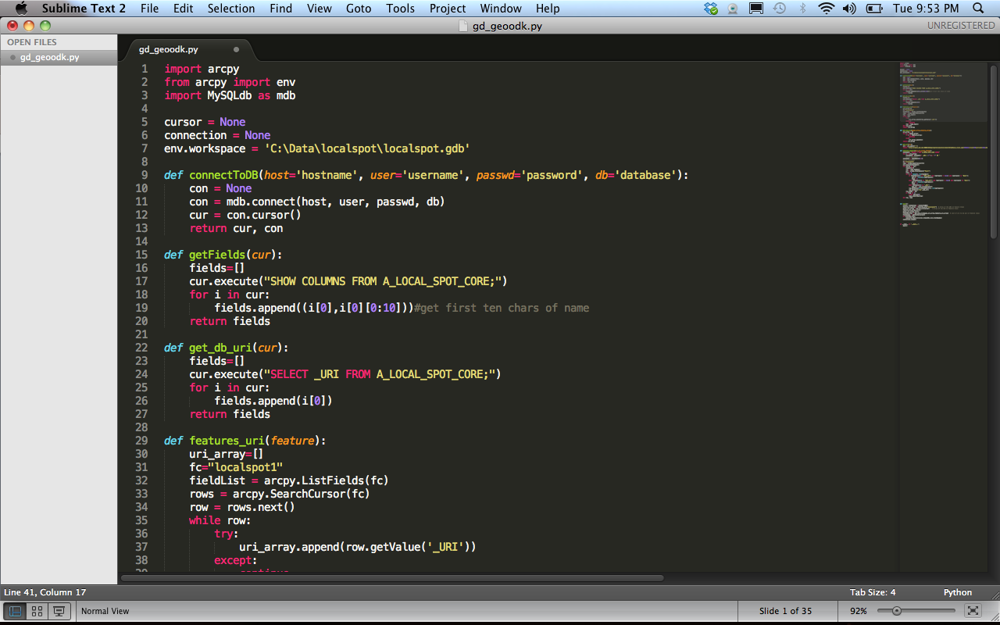 Sublime Text 2 File Edit Selection Find View Goto Tools Project Window Help Tue 9:53 PM
gd_geoodk.py UNREGISTERED
OPEN FILES
gd_geoodk.py
gd_geoodk.py
1 import arcpy
2 from arcpy import env
3 import MySQLdb as mdb
4
5 cursor = None
6 connection = None
7 env.workspace = 'C:\Data\localspot\localspot.gdb'
8
9 def connectToDB(host='hostname', user='username', passwd='password', db='database'):
10     con = None
11     con = mdb.connect(host, user, passwd, db)
12     cur = con.cursor()
13     return cur, con
14
15 def getFields(cur):
16     fields=[]
17     cur.execute("SHOW COLUMNS FROM A_LOCAL_SPOT_CORE;")
18     for i in cur:
19         fields.append((i[0],i[0][0:10]))#get first ten chars of name
20     return fields
21
22 def get_db_uri(cur):
23     fields=[]
24     cur.execute("SELECT _URI FROM A_LOCAL_SPOT_CORE;")
25     for i in cur:
26         fields.append(i[0])
27     return fields
28
29 def features_uri(feature):
30     uri_array=[]
31     fc="localspot1"
32     fieldList = arcpy.ListFields(fc)
33     rows = arcpy.SearchCursor(fc)
34     row = rows.next()
35     while row:
36         try:
37             uri_array.append(row.getValue('_URI'))
38         except:
39             continue
Line 41, Column 17 Tab Size: 4 Python
Normal View Slide 1 of 35 92%